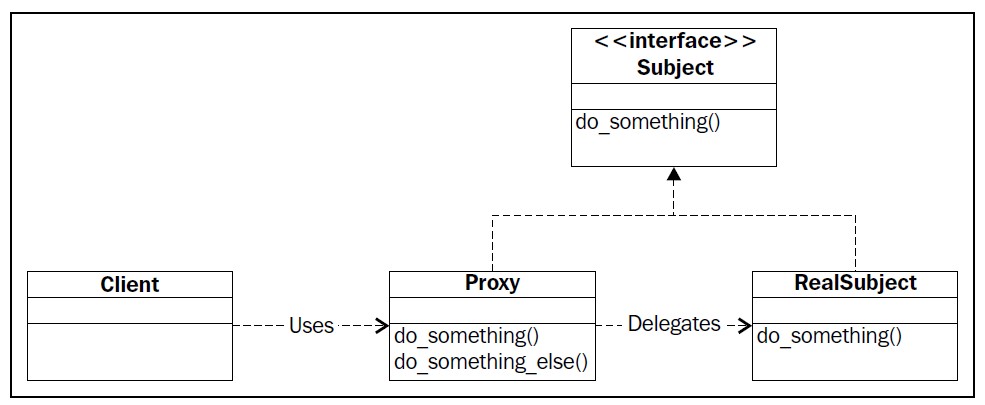 <<interface>>
Subject
do_something()
Client
Uses
Proxy
do_something()
do_something_else()
Delegates
RealSubject
do_something()